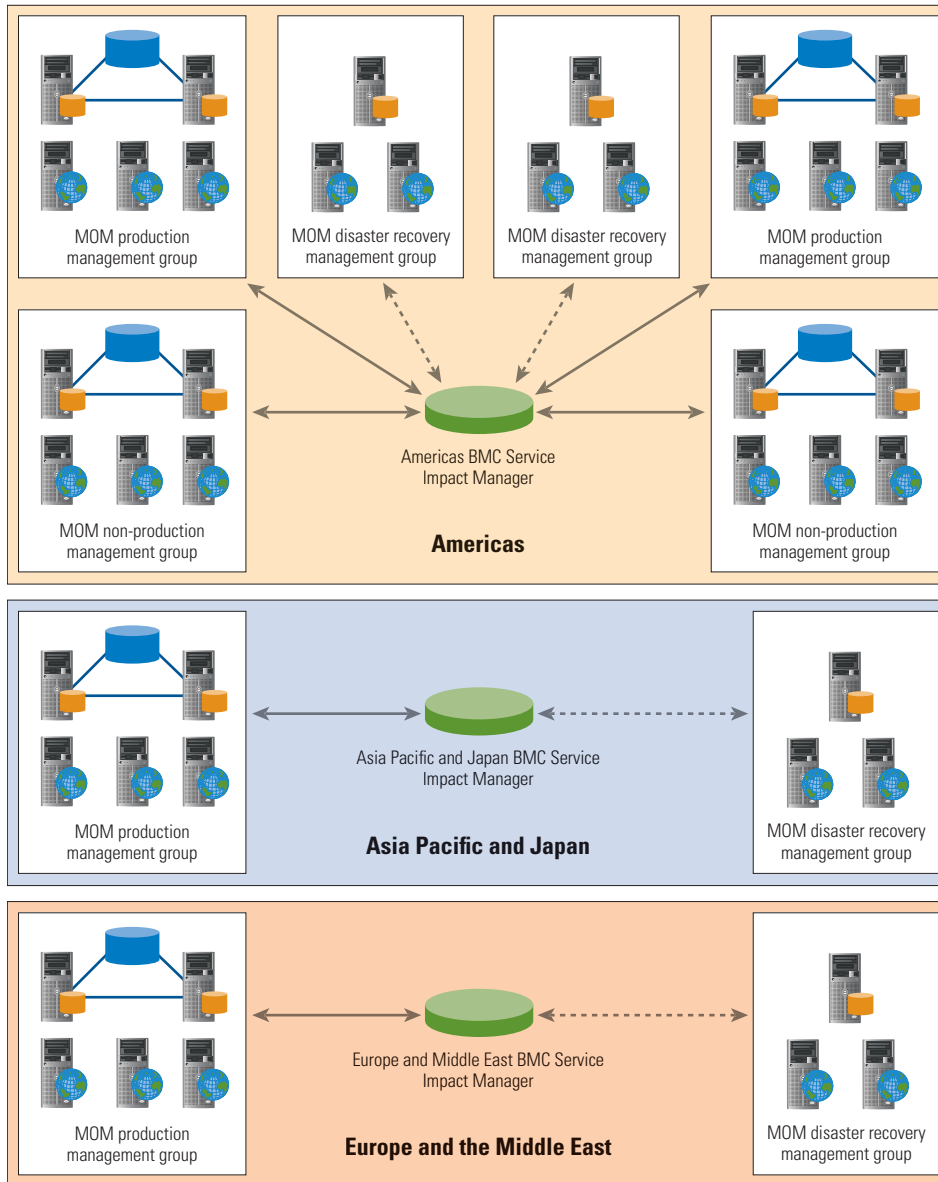 MOM production
management group
MOM disaster recovery
management group
MOM disaster recovery
management group
MOM production
management group
MOM non-production
management group
Americas BMC Service
Impact Manager
Americas
MOM non-production
management group
MOM production
management group
Asia Pacific and Japan BMC Service
Impact Manager
Asia Pacific and Japan
MOM disaster recovery
management group
MOM production
management group
Europe and Middle East BMC Service
Impact Manager
Europe and the Middle East
MOM disaster recovery
management group